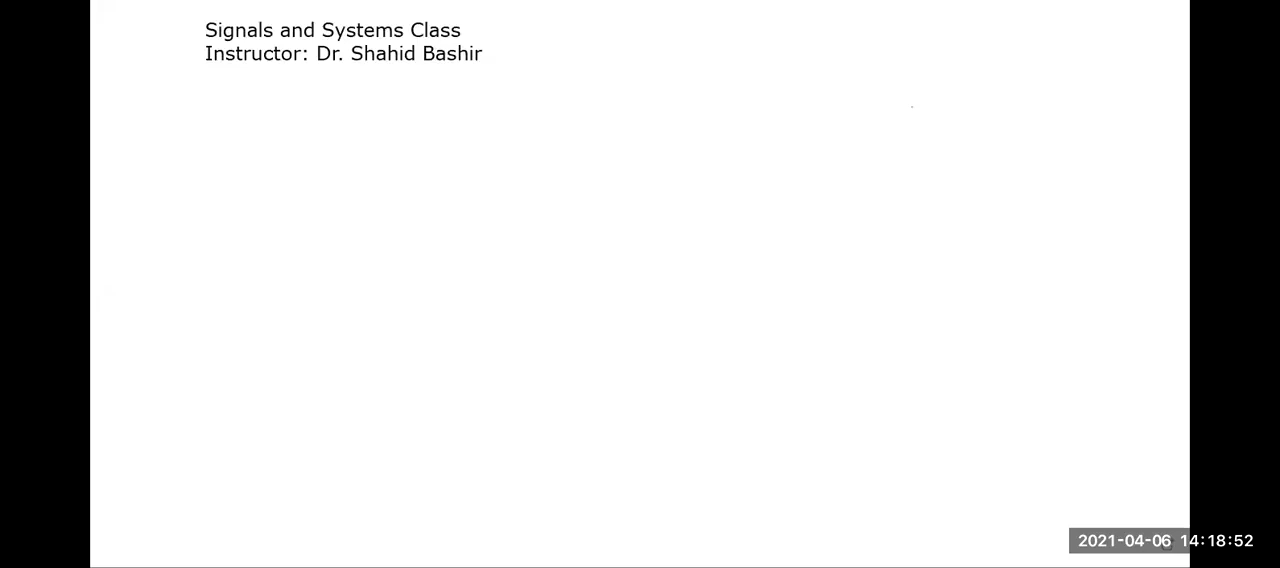 Signals and Systems Class
Instructor: Dr. Shahid Bashir
2021-04-06 14:18:52